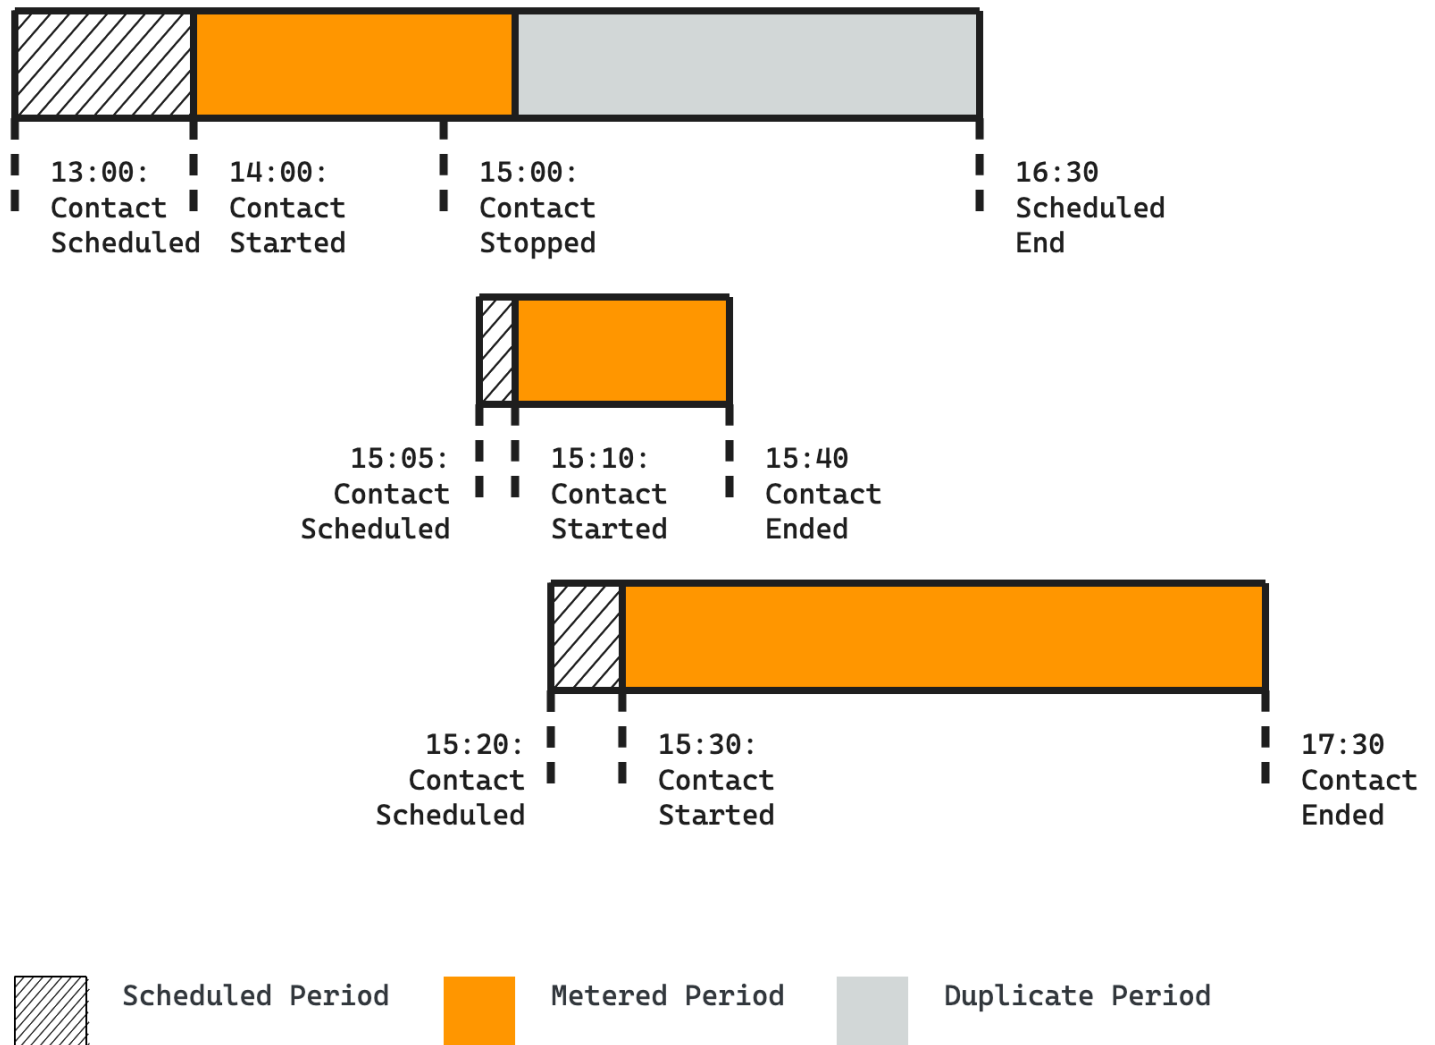 13:00:
Contact
Scheduled
14:00:
Contact
Started
15:00:
Contact
Stopped
16:30
Scheduled
End
15:05:
Contact
Scheduled
15:10:
Contact
Started
15:40
Contact
Ended
15:20:
Contact
Scheduled
15:30:
Contact
Started
17:30
Contact
Ended
Scheduled Period
Metered Period
Duplicate Period